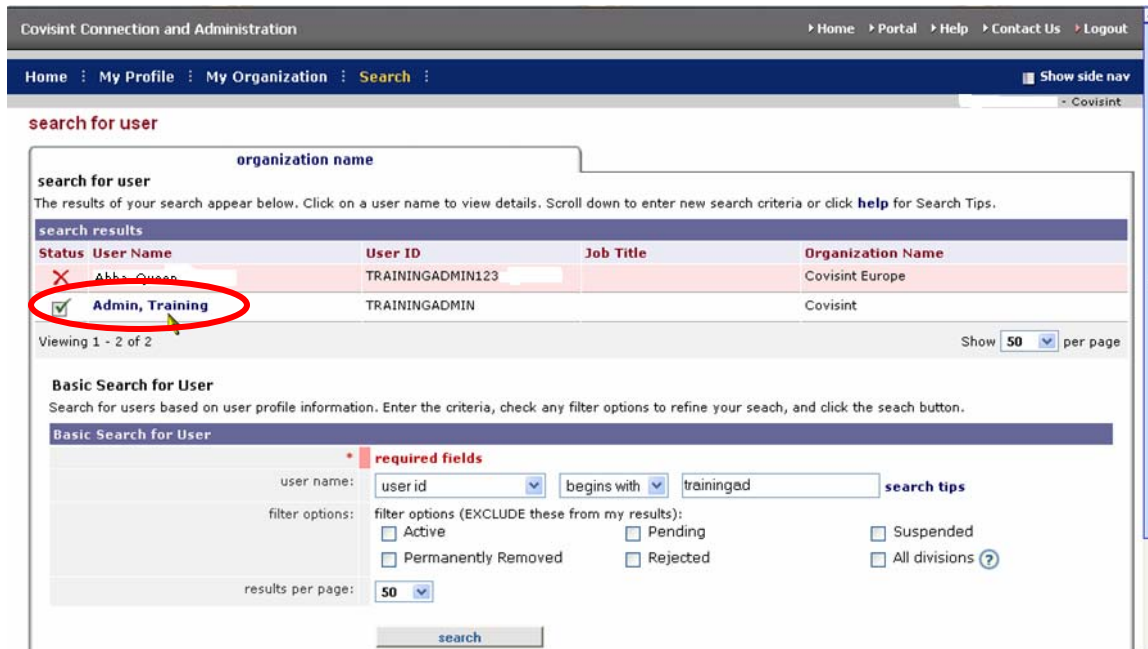 Covisint Connection and Administration Home Portal Help Contact Us Logout
Home My Profile My Organization Search Show side nav
- Covisint
search for user
organization name
search for user
The results of your search appear below. Click on a user name to view details. Scroll down to enter new search criteria or click help for Search Tips.
search results
Status User Name User ID Job Title Organization Name
TRAININGADMIN123 Covisint Europe
Admin, Training TRAININGADMIN Covisint
Viewing 1 - 2 of 2 Show 50 per page
Basic Search for User
Search for users based on user profile information. Enter the criteria, check any filter options to refine your seach, and click the seach button.
Basic Search for User
* required fields
user name: user id begins with trainingad search tips
filter options: filter options (EXCLUDE these from my results):
Active Pending Suspended
Permanently Removed Rejected All divisions ?
results per page: 50
search